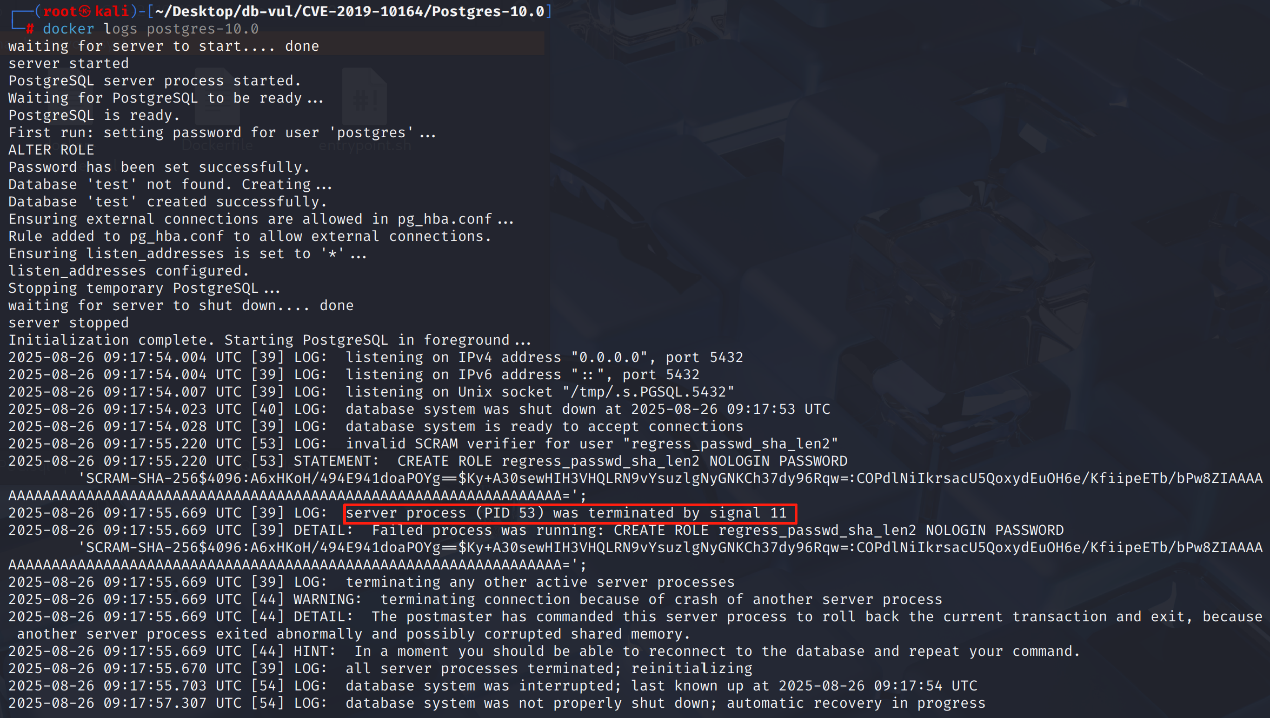 ┌──(root㉿kali)-[~/Desktop/db-vul/CVE-2019-10164/Postgres-10.0]
└─# docker logs postgres-10.0
waiting for server to start.... done
server started
PostgreSQL server process started.
Waiting for PostgreSQL to be ready...
PostgreSQL is ready.
First run: setting password for user 'postgres'...
ALTER ROLE
Password has been set successfully.
Database 'test' not found. Creating...
Database 'test' created successfully.
Ensuring external connections are allowed in pg_hba.conf...
Rule added to pg_hba.conf to allow external connections.
Ensuring listen_addresses is set to '*'...
listen_addresses configured.
Stopping temporary PostgreSQL...
waiting for server to shut down.... done
server stopped
Initialization complete. Starting PostgreSQL in foreground...
2025-08-26 09:17:54.004 UTC [39] LOG:  listening on IPv4 address "0.0.0.0", port 5432
2025-08-26 09:17:54.004 UTC [39] LOG:  listening on IPv6 address "::", port 5432
2025-08-26 09:17:54.007 UTC [39] LOG:  listening on Unix socket "/tmp/.s.PGSQL.5432"
2025-08-26 09:17:54.023 UTC [40] LOG:  database system was shut down at 2025-08-26 09:17:53 UTC
2025-08-26 09:17:54.028 UTC [39] LOG:  database system is ready to accept connections
2025-08-26 09:17:55.220 UTC [53] LOG:  invalid SCRAM verifier for user "regress_passwd_sha_len2"
2025-08-26 09:17:55.220 UTC [53] STATEMENT:  CREATE ROLE regress_passwd_sha_len2 NOLOGIN PASSWORD
'SCRAM-SHA-256$4096:A6xHKoH/494E941doaPOYg==$Ky+A30sewHIH3VHQLRN9vYsuzlgNyGNKCh37dy96Rqw=:COPdlNiIkrsacU5QoxydEuOH6e/KfiipeETb/bPw8ZIAAAA
AAAAAAAAAAAAAAAAAAAAAAAAAAAAAAAAAAAAAAAAAAAAAAAAAAAAAAAAAAAAAAAA=';
2025-08-26 09:17:55.669 UTC [39] LOG:  server process (PID 53) was terminated by signal 11
2025-08-26 09:17:55.669 UTC [39] DETAIL:  Failed process was running: CREATE ROLE regress_passwd_sha_len2 NOLOGIN PASSWORD
'SCRAM-SHA-256$4096:A6xHKoH/494E941doaPOYg==$Ky+A30sewHIH3VHQLRN9vYsuzlgNyGNKCh37dy96Rqw=:COPdlNiIkrsacU5QoxydEuOH6e/KfiipeETb/bPw8ZIAAAA
AAAAAAAAAAAAAAAAAAAAAAAAAAAAAAAAAAAAAAAAAAAAAAAAAAAAAAAAAAAAAAAA=';
2025-08-26 09:17:55.669 UTC [39] LOG:  terminating any other active server processes
2025-08-26 09:17:55.669 UTC [44] WARNING:  terminating connection because of crash of another server process
2025-08-26 09:17:55.669 UTC [44] DETAIL:  The postmaster has commanded this server process to roll back the current transaction and exit, because
another server process exited abnormally and possibly corrupted shared memory.
2025-08-26 09:17:55.669 UTC [44] HINT:  In a moment you should be able to reconnect to the database and repeat your command.
2025-08-26 09:17:55.670 UTC [39] LOG:  all server processes terminated; reinitializing
2025-08-26 09:17:55.703 UTC [54] LOG:  database system was interrupted; last known up at 2025-08-26 09:17:54 UTC
2025-08-26 09:17:57.307 UTC [54] LOG:  database system was not properly shut down; automatic recovery in progress